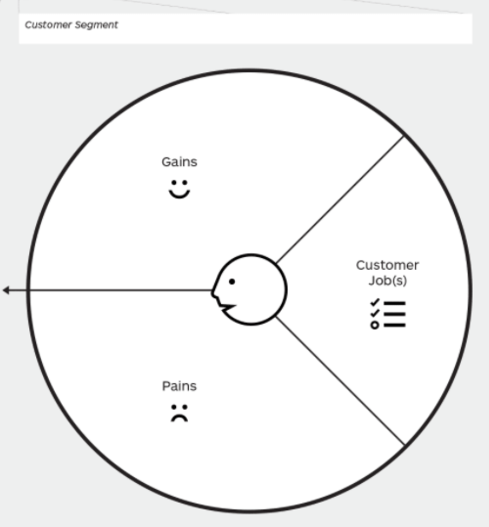 Customer Segment
Gains
Customer
Job(s)
Pains